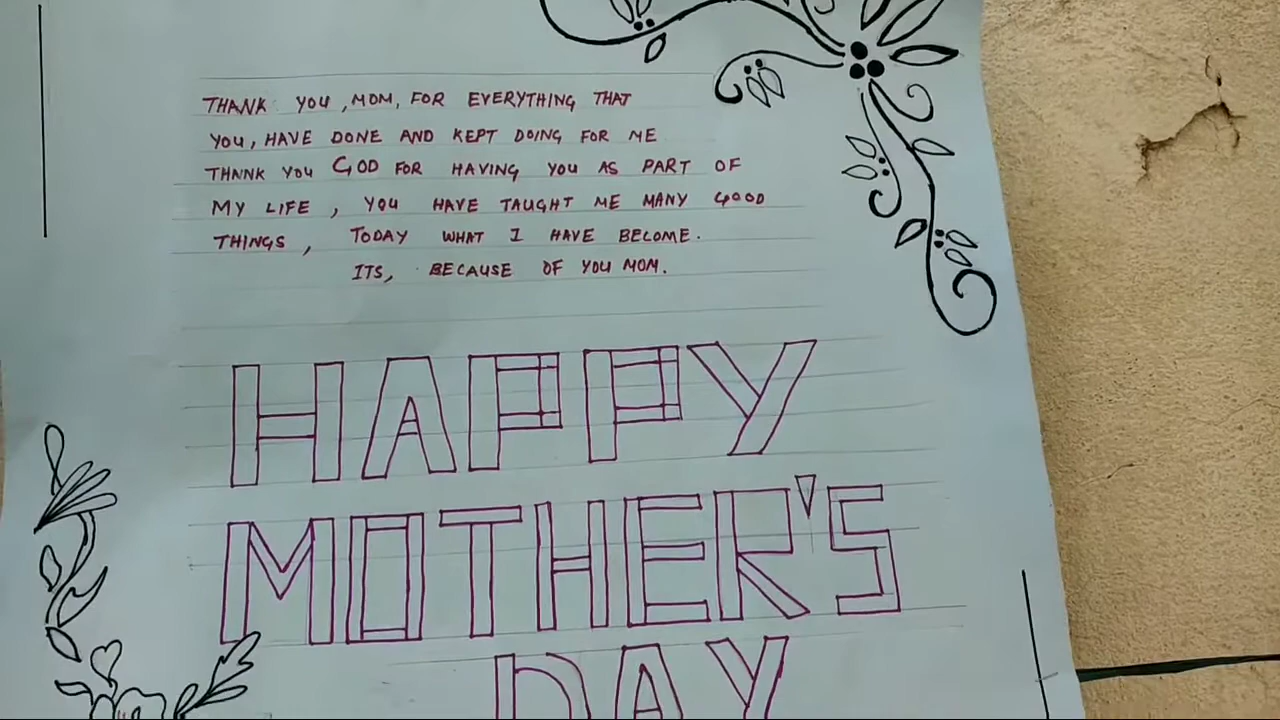 THANK YOU ,MOM, FOR EVERYTHING THAT
YOU, HAVE DONE AND KEPT DOING FOR ME
THANK YOU GOD FOR HAVING YOU AS PART OF
MY LIFE , YOU HAVE TAUGHT ME MANY GOOD
THINGS , TODAY WHAT I HAVE BECOME.
ITS, BECAUSE OF YOU MOM.
HAPPY
MOTHER'S
DAY